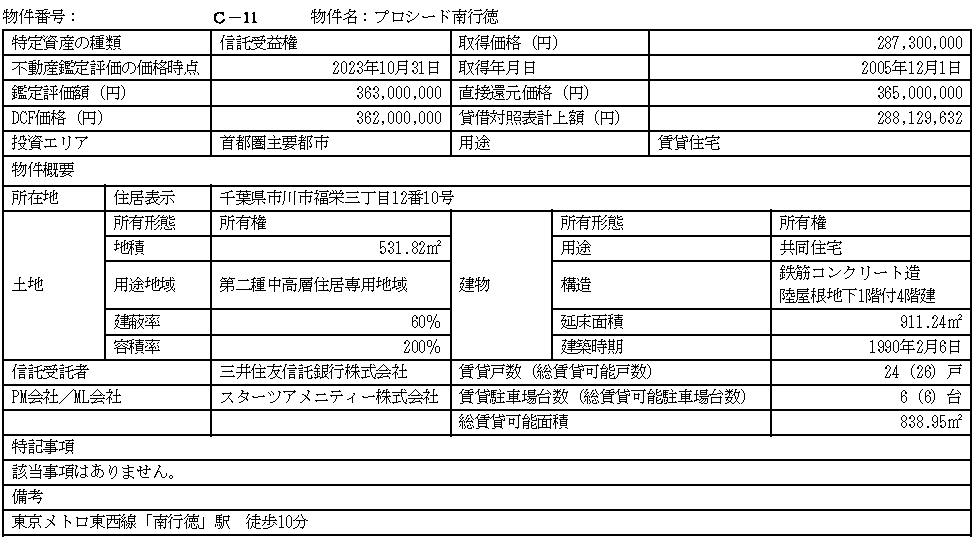 物件番号： C－11 物件名：プロシード南行徳
特定資産の種類 信託受益権 取得価格（円） 287,300,000
不動産鑑定評価の価格時点 2023年10月31日 取得年月日 2005年12月1日
鑑定評価額（円） 363,000,000 直接還元価格（円） 365,000,000
DCF価格（円） 362,000,000 貸借対照表計上額（円） 288,129,632
投資エリア 首都圏主要都市 用途 賃貸住宅
物件概要
所在地 住居表示 千葉県市川市福栄三丁目12番10号
土地 所有形態 所有権 建物 所有形態 所有権
地積 531.82㎡ 用途 共同住宅
用途地域 第二種中高層住居専用地域 構造 鉄筋コンクリート造
陸屋根地下1階付4階建
建蔽率 60% 延床面積 911.24㎡
容積率 200% 建築時期 1990年2月6日
信託受託者 三井住友信託銀行株式会社 賃貸戸数（総賃貸可能戸数） 24（26）戸
PM会社／ML会社 スターツアメニティー株式会社 賃貸駐車場台数（総賃貸可能駐車場台数） 6（6）台
総賃貸可能面積 838.95㎡
特記事項
該当事項はありません。
備考
東京メトロ東西線「南行徳」駅　徒歩10分